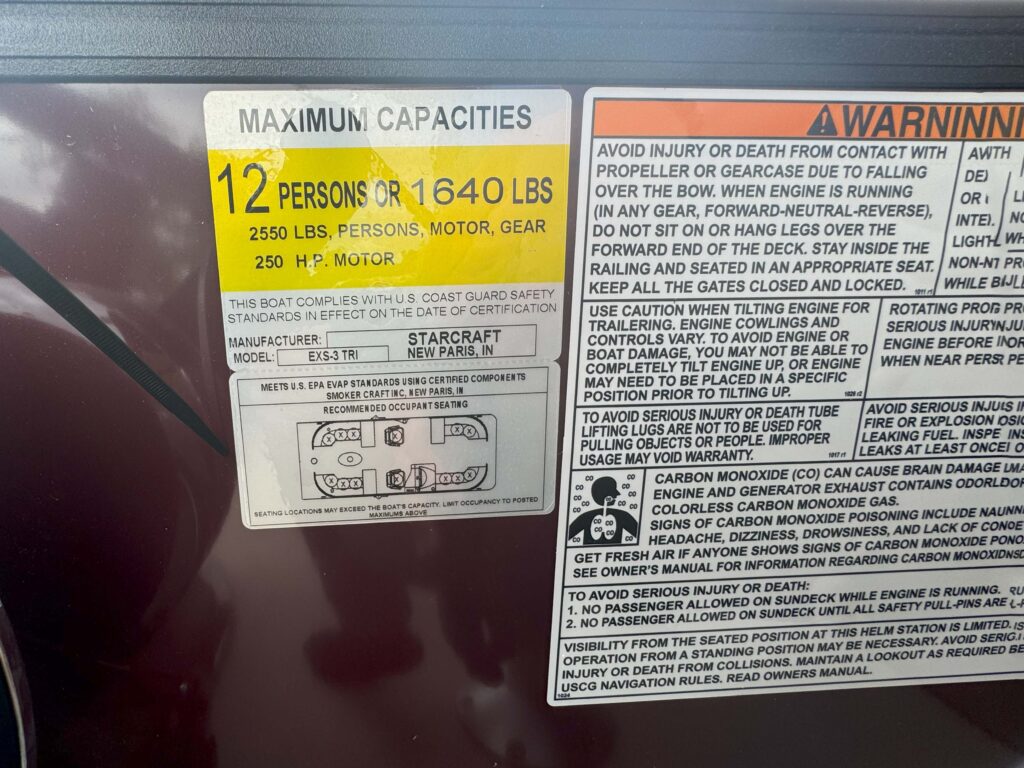 MAXIMUM CAPACITIES
12 PERSONS OR 1640 LBS
2550 LBS, PERSONS, MOTOR, GEAR
250 H.P. MOTOR
THIS BOAT COMPLIES WITH U.S. COAST GUARD SAFETY
STANDARDS IN EFFECT ON THE DATE OF CERTIFICATION
MANUFACTURER: STARCRAFT
MODEL: EXS-3 TRI NEW PARIS, IN
MEETS U.S. EPA EVAP STANDARDS USING CERTIFIED COMPONENTS
SMOKER CRAFT INC, NEW PARIS, IN
RECOMMENDED OCCUPANT SEATING
SEATING LOCATIONS MAY EXCEED THE BOAT'S CAPACITY. LIMIT OCCUPANCY TO POSTED
MAXIMUMS ABOVE
WARNINNI
AVOID INJURY OR DEATH FROM CONTACT WITH
PROPELLER OR GEARCASE DUE TO FALLING
OVER THE BOW. WHEN ENGINE IS RUNNING
(IN ANY GEAR, FORWARD-NEUTRAL-REVERSE),
DO NOT SIT ON OR HANG LEGS OVER THE
FORWARD END OF THE DECK. STAY INSIDE THE
RAILING AND SEATED IN AN APPROPRIATE SEAT.
KEEP ALL THE GATES CLOSED AND LOCKED. 1011 r1
OR
LIGHT
WHILE
USE CAUTION WHEN TILTING ENGINE FOR
TRAILERING. ENGINE COWLINGS AND
CONTROLS VARY. TO AVOID ENGINE OR
BOAT DAMAGE, YOU MAY NOT BE ABLE TO
COMPLETELY TILT ENGINE UP, OR ENGINE
MAY NEED TO BE PLACED IN A SPECIFIC
POSITION PRIOR TO TILTING UP. 1028 r2
ROTATING
SERIOUS
ENGINE BEFORE
WHEN NEAR
TO AVOID SERIOUS INJURY OR DEATH TUBE
LIFTING LUGS ARE NOT TO BE USED FOR
PULLING OBJECTS OR PEOPLE. IMPROPER
USAGE MAY VOID WARRANTY. 1017 r1
AVOID SERIOUS
FIRE OR EXPLOSION
LEAKING FUEL.
LEAKS AT LEAST
CARBON MONOXIDE (CO) CAN CAUSE BRAIN DAMAGE
ENGINE AND GENERATOR EXHAUST CONTAINS
COLORLESS CARBON MONOXIDE GAS.
SIGNS OF CARBON MONOXIDE POISONING INCLUDE
HEADACHE, DIZZINESS, DROWSINESS, AND LACK OF
GET FRESH AIR IF ANYONE SHOWS SIGNS OF CARBON MONOXIDE
SEE OWNER'S MANUAL FOR INFORMATION REGARDING CARBON
TO AVOID SERIOUS INJURY OR DEATH:
1. NO PASSENGER ALLOWED ON SUNDECK WHILE ENGINE IS RUNNING.
2. NO PASSENGER ALLOWED ON SUNDECK UNTIL ALL SAFETY PULL-PINS ARE
VISIBILITY FROM THE SEATED POSITION AT THIS HELM STATION IS LIMITED.
OPERATION FROM A STANDING POSITION MAY BE NECESSARY. AVOID
INJURY OR DEATH FROM COLLISIONS. MAINTAIN A LOOKOUT AS REQUIRED
USCG NAVIGATION RULES. READ OWNERS MANUAL.
1024